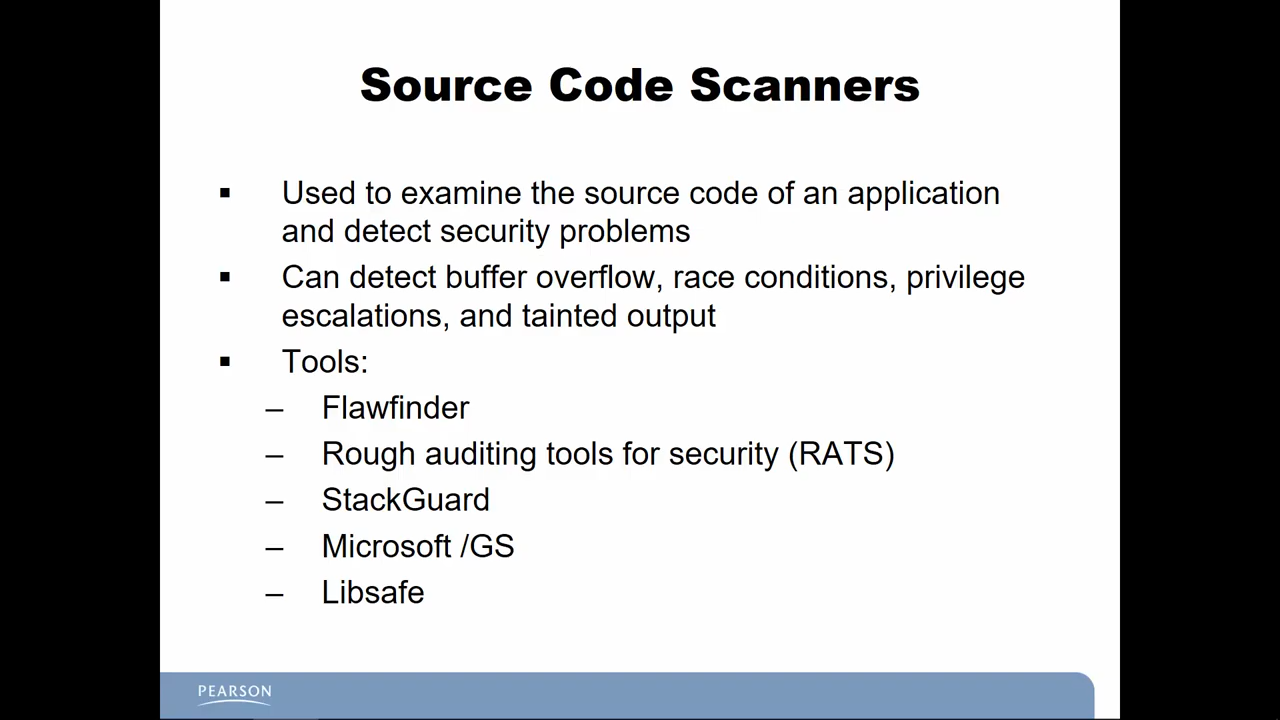 Source Code Scanners
▪ Used to examine the source code of an application
and detect security problems
▪ Can detect buffer overflow, race conditions, privilege
escalations, and tainted output
▪ Tools:
– Flawfinder
– Rough auditing tools for security (RATS)
– StackGuard
– Microsoft /GS
– Libsafe
PEARSON